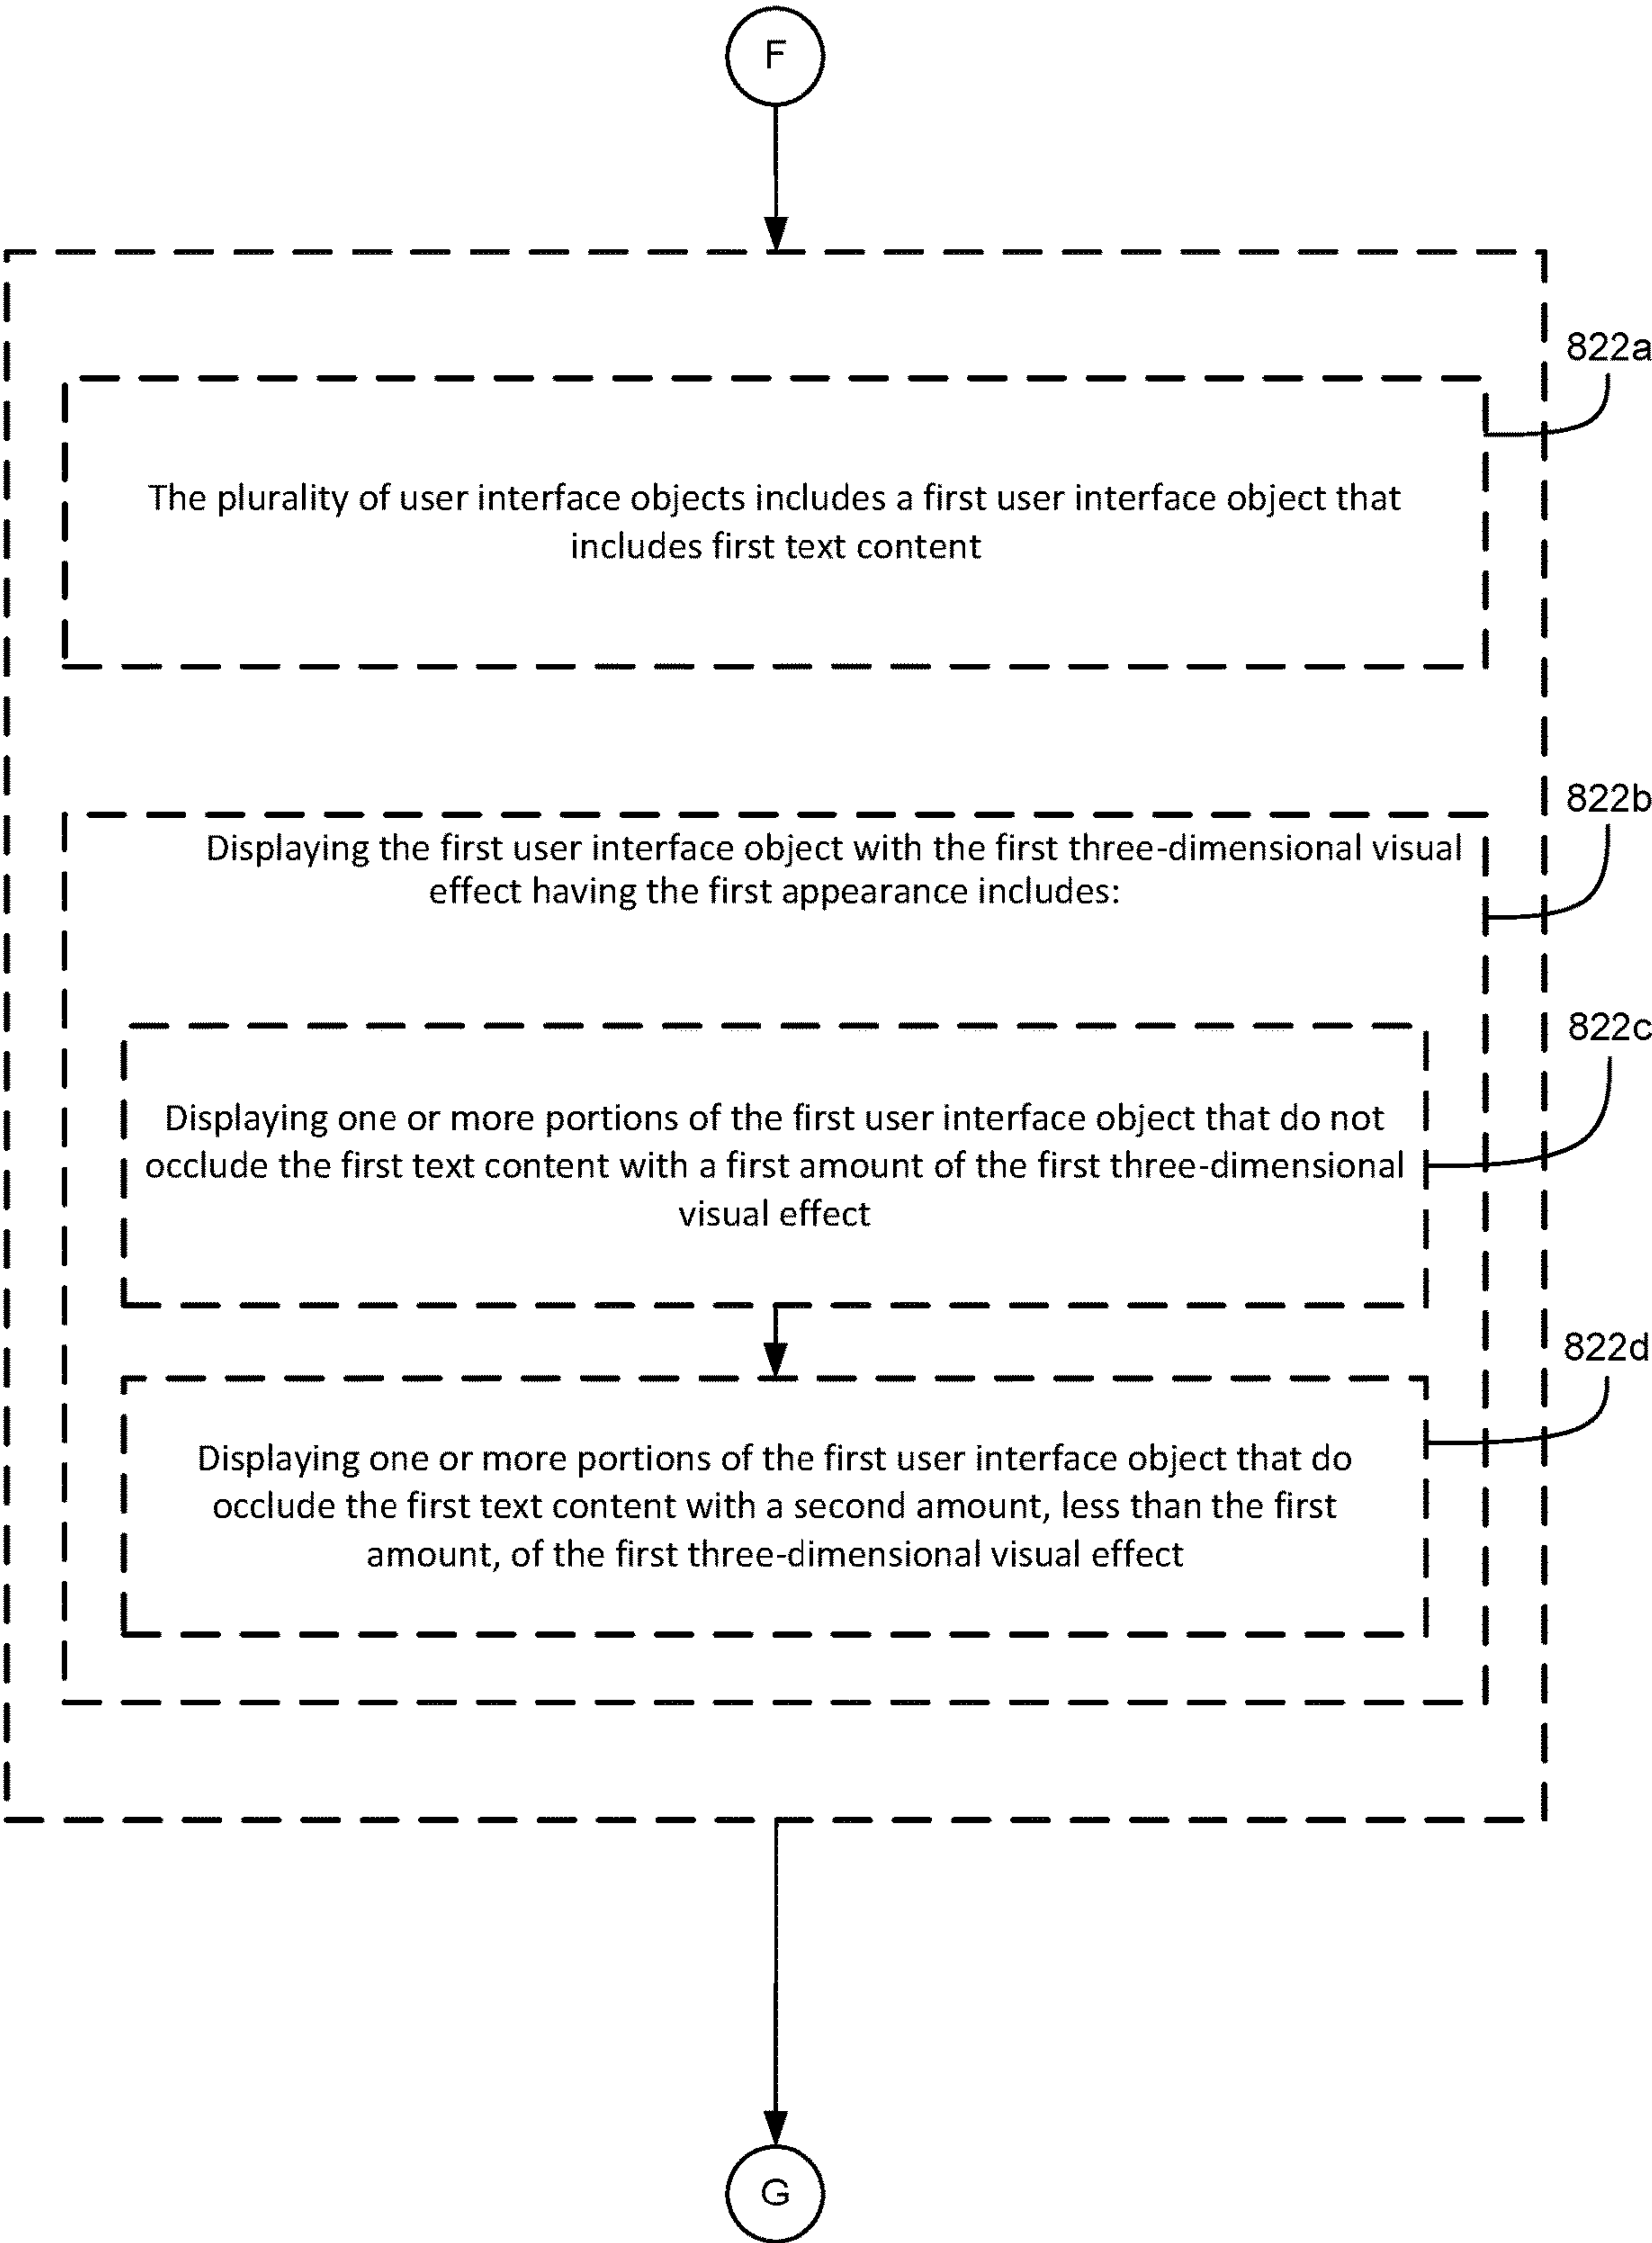 F
822a
The plurality of user interface objects includes a first user interface object that
includes first text content
822b
Displaying the first user interface object with the first three-dimensional visual
effect having the first appearance includes:
822c
Displaying one or more portions of the first user interface object that do not
occlude the first text content with a first amount of the first three-dimensional
visual effect
822d
Displaying one or more portions of the first user interface object that do
occlude the first text content with a second amount, less than the first
amount, of the first three-dimensional visual effect
G